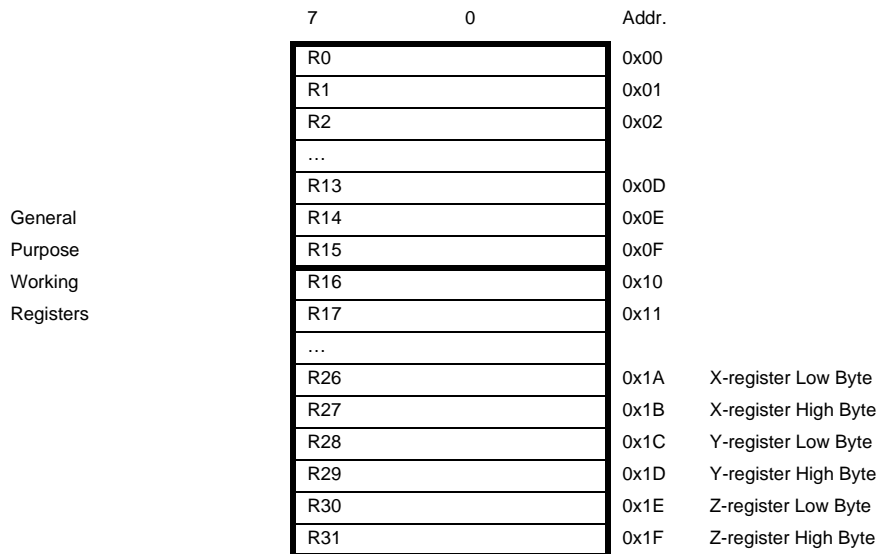 7 0 Addr.
R0 0x00
R1 0x01
R2 0x02
…
R13 0x0D
General R14 0x0E
Purpose R15 0x0F
Working R16 0x10
Registers R17 0x11
…
R26 0x1A X-register Low Byte
R27 0x1B X-register High Byte
R28 0x1C Y-register Low Byte
R29 0x1D Y-register High Byte
R30 0x1E Z-register Low Byte
R31 0x1F Z-register High Byte